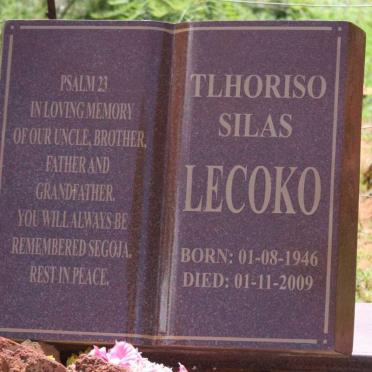 PSALM 23
IN LOVING MEMORY
OF OUR UNCLE, BROTHER,
FATHER AND
GRANDFATHER.
YOU WILL ALWAYS BE
REMEMBERED SEGOJA.
REST IN PEACE.
TLHORISO
SILAS
LECOKO
BORN: 01-08-1946
DIED: 01-11-2009